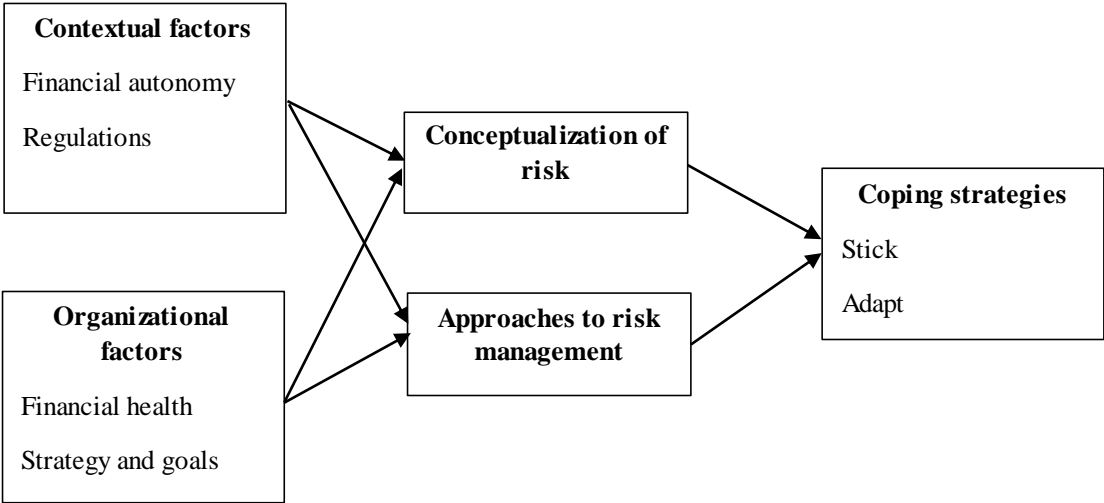 Contextual factors
Financial autonomy
Regulations
Organizational
factors
Financial health
Strategy and goals
Conceptualization of
risk
Approaches to risk
management
Coping strategies
Stick
Adapt